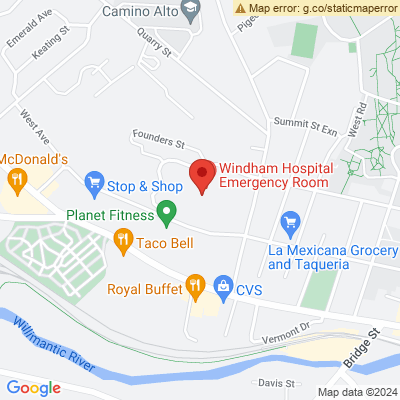 Map error: g.co/staticmaperror
Camino Alto
Emerald Ave
Keating St
Quarry St
Summit St Exn
West Rd
West Ave
Founders St
McDonald's
Windham Hospital
Emergency Room
Stop & Shop
Planet Fitness
Taco Bell
La Mexicana Grocery
and Taqueria
Royal Buffet
CVS
Willimantic River
Vermont Dr
Bridge St
Davis St
Google
Map data ©2024